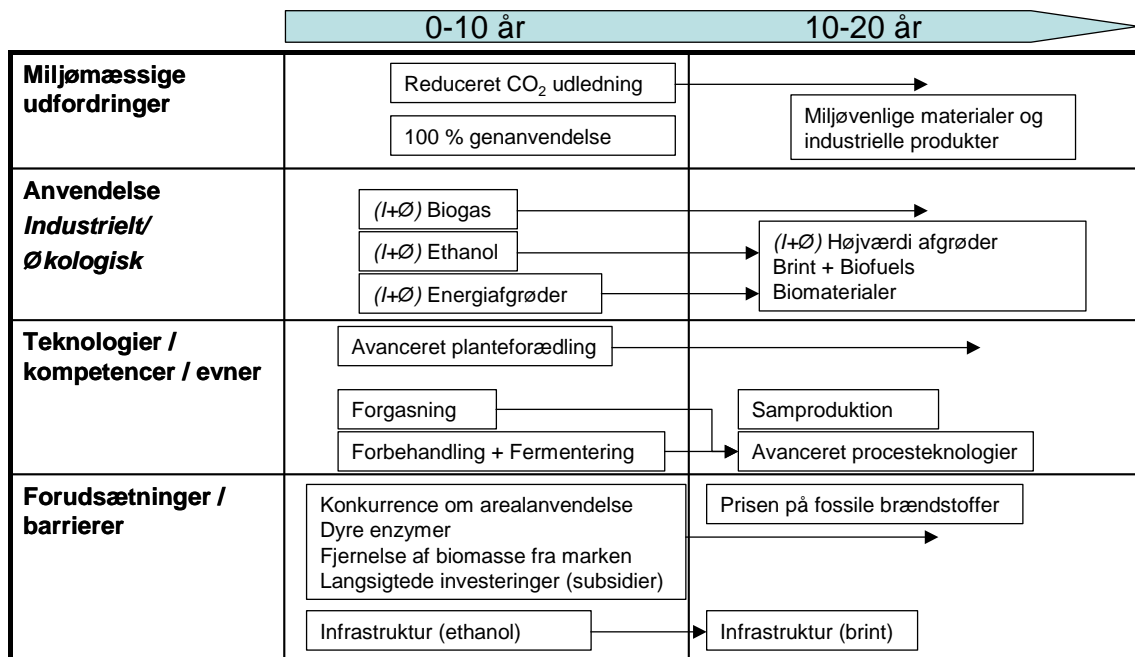 0-10 år
10-20 år
Miljømæssige
udfordringer
Reduceret CO₂ udledning
100 % genanvendelse
Miljøvenlige materialer og
industrielle produkter
Anvendelse
Industrielt/
Økologisk
(I+Ø) Biogas
(I+Ø) Ethanol
(I+Ø) Energiafgrøder
(I+Ø) Højværdi afgrøder
Brint + Biofuels
Biomaterialer
Teknologier /
kompetencer / evner
Avanceret planteforædling
Forgasning
Forbehandling + Fermentering
Samproduktion
Avanceret procesteknologier
Forudsætninger /
barrierer
Konkurrence om arealanvendelse
Dyre enzymer
Fjernelse af biomasse fra marken
Langsigtede investeringer (subsidier)
Prisen på fossile brændstoffer
Infrastruktur (ethanol)
Infrastruktur (brint)